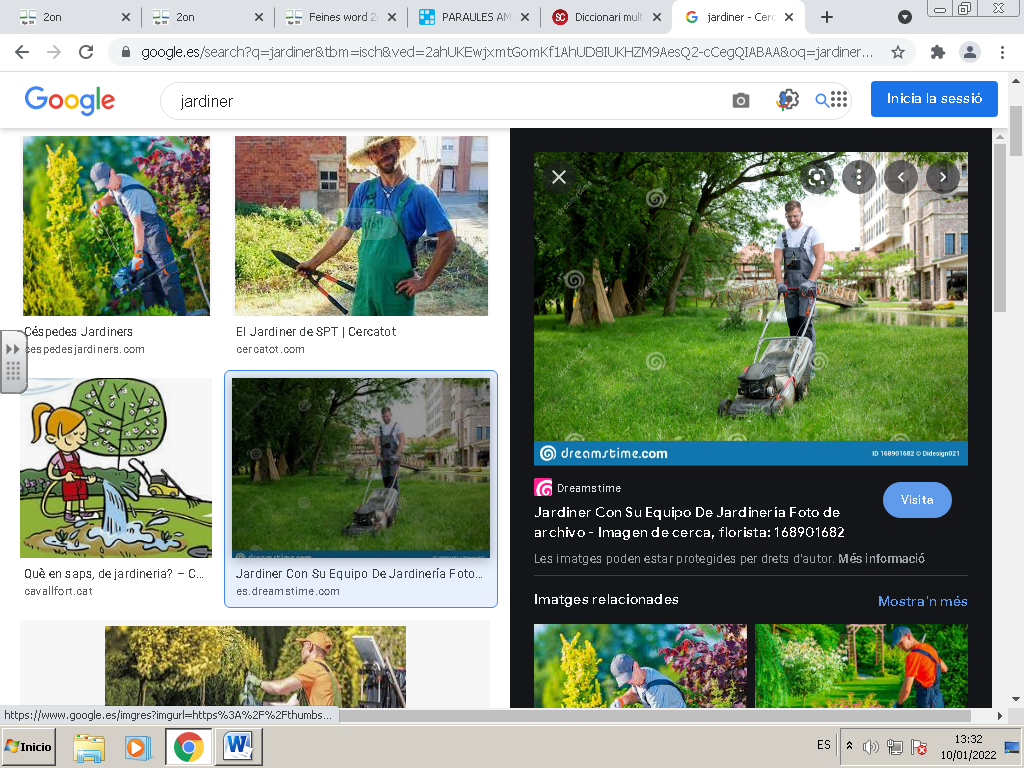 2on
2on
Feines word 2
PARAULES AM
Diccionari mult
jardiner - Cerc
google.es/search?q=jardiner&tbm=isch&ved=2ahUKEwjxmtGomKf1AhUD8IUKHZM9AesQ2-cCegQIABAA&oq=jardiner...
Google
jardiner
Inicia la sessió
Céspedes Jardiners
cespedesjardiners.com
El Jardiner de SPT | Cercatot
cercatot.com
Què en saps, de jardineria? – C...
cavallfort.cat
Jardiner Con Su Equipo De Jardinería Foto...
es.dreamstime.com
dreamstime.com
ID 168901682 © Didesign021
Dreamstime
Jardiner Con Su Equipo De Jardinería Foto de
archivo - Imagen de cerca, florista: 168901682
Visita
Les imatges poden estar protegides per drets d'autor. Més informació
Imatges relacionades
Mostra'n més
https://www.google.es/imgres?imgurl=https%3A%2F%2Fthumbs...
Inicio
ES
13:32
10/01/2022